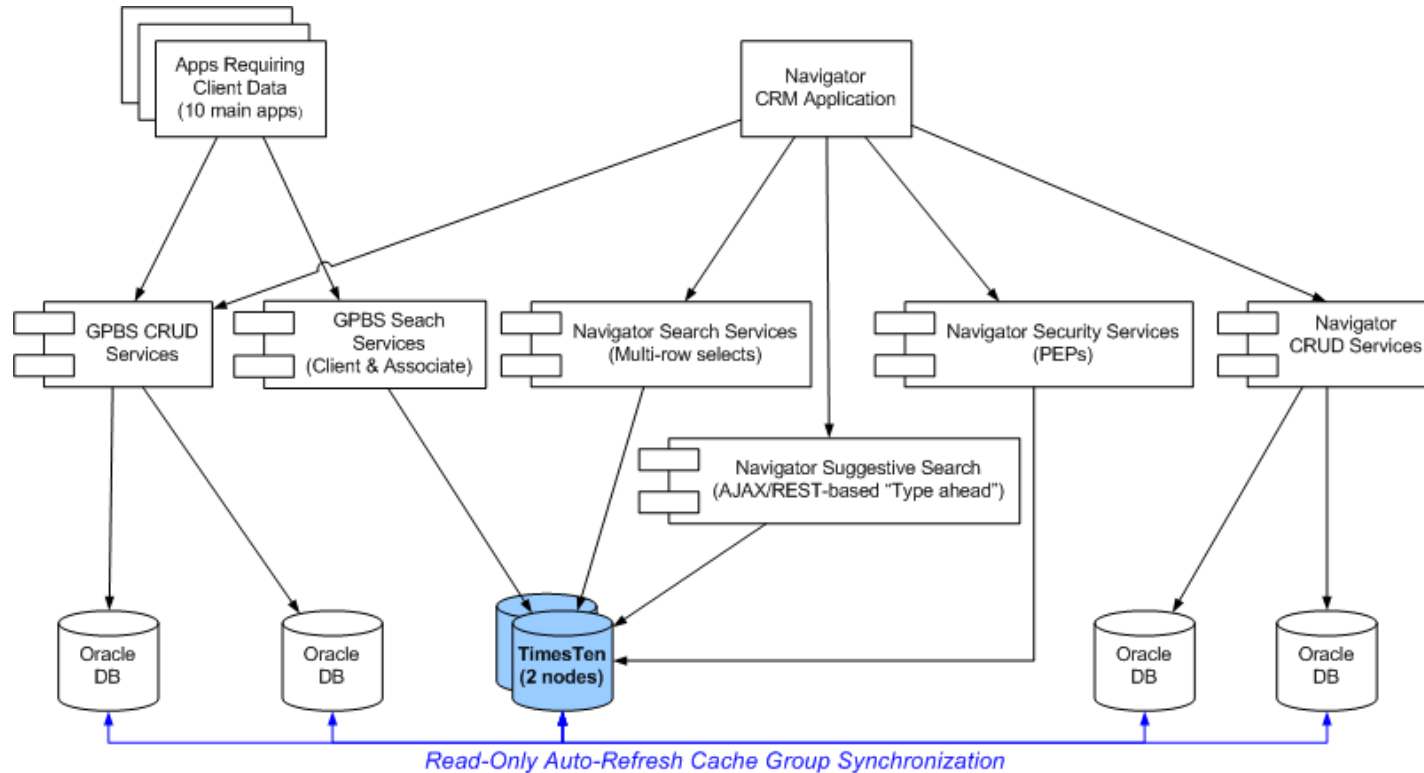 Apps Requiring
Client Data
(10 main apps)
Navigator
CRM Application
GPBS CRUD
Services
GPBS Seach
Services
(Client & Associate)
Navigator Search Services
(Multi-row selects)
Navigator Security Services
(PEPs)
Navigator
CRUD Services
Navigator Suggestive Search
(AJAX/REST-based “Type ahead”)
Oracle
DB
Oracle
DB
TimesTen
(2 nodes)
Oracle
DB
Oracle
DB
Read-Only Auto-Refresh Cache Group Synchronization